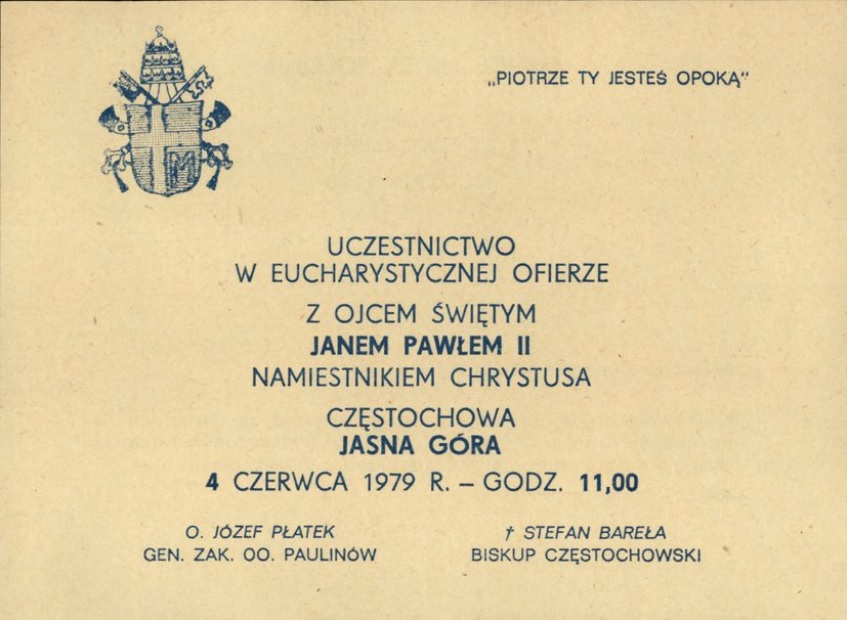 „PIOTRZE TY JESTEŚ OPOKĄ"
UCZESTNICTWO
W EUCHARYSTYCZNEJ OFIERZE
Z OJCEM ŚWIĘTYM
JANEM PAWŁEM II
NAMIESTNIKIEM CHRYSTUSA
CZĘSTOCHOWA
JASNA GÓRA
4 CZERWCA 1979 R. – GODZ. 11,00
O. JÓZEF PŁATEK
GEN. ZAK. OO. PAULINÓW
† STEFAN BAREŁA
BISKUP CZĘSTOCHOWSKI